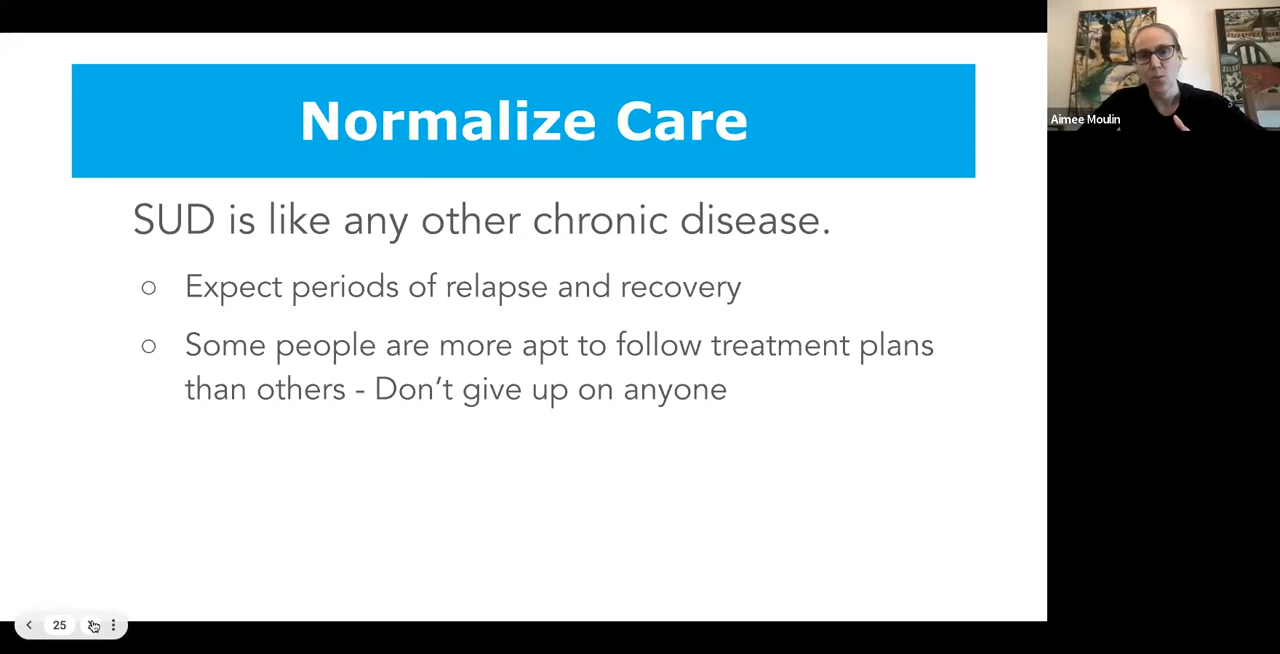 Normalize Care
SUD is like any other chronic disease.
○ Expect periods of relapse and recovery
○ Some people are more apt to follow treatment plans
than others - Don’t give up on anyone
Aimee Moulin
25